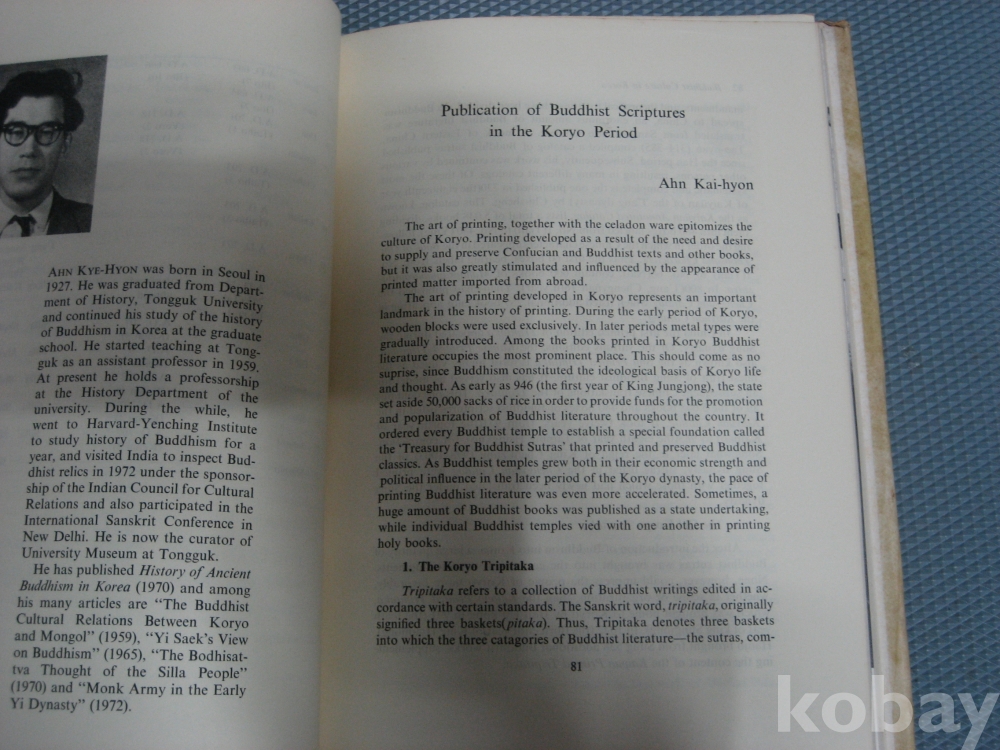 AHN KYE-HYON was born in Seoul in
1927. He was graduated from Depart-
ment of History, Tongguk University
and continued his study of the history
of Buddhism in Korea at the graduate
school. He started teaching at Tong-
guk as an assistant professor in 1959.
At present he holds a professorship
at the History Department of the
university. During the while, he
went to Harvard-Yenching Institute
to study history of Buddhism for a
year, and visited India to inspect Bud-
dhist relics in 1972 under the sponsor-
ship of the Indian Council for Cultural
Relations and also participated in the
International Sanskrit Conference in
New Delhi. He is now the curator of
University Museum at Tongguk.
He has published History of Ancient
Buddhism in Korea (1970) and among
his many articles are "The Buddhist
Cultural Relations Between Koryo
and Mongol" (1959), "Yi Saek's View
on Buddhism" (1965), "The Bodhisat-
tva Thought of the Silla People"
(1970) and "Monk Army in the Early
Yi Dynasty" (1972).
Publication of Buddhist Scriptures
in the Koryo Period
Ahn Kai-hyon
The art of printing, together with the celadon ware epitomizes the
culture of Koryo. Printing developed as a result of the need and desire
to supply and preserve Confucian and Buddhist texts and other books,
but it was also greatly stimulated and influenced by the appearance of
printed matter imported from abroad.
The art of printing developed in Koryo represents an important
landmark in the history of printing. During the early period of Koryo,
wooden blocks were used exclusively. In later periods metal types were
gradually introduced. Among the books printed in Koryo Buddhist
literature occupies the most prominent place. This should come as no
suprise, since Buddhism constituted the ideological basis of Koryo life
and thought. As early as 946 (the first year of King Jungjong), the state
set aside 50,000 sacks of rice in order to provide funds for the promotion
and popularization of Buddhist literature throughout the country. It
ordered every Buddhist temple to establish a special foundation called
the 'Treasury for Buddhist Sutras' that printed and preserved Buddhist
classics. As Buddhist temples grew both in their economic strength and
political influence in the later period of the Koryo dynasty, the pace of
printing Buddhist literature was even more accelerated. Sometimes, a
huge amount of Buddhist books was published as a state undertaking,
while individual Buddhist temples vied with one another in printing
holy books.
1. The Koryo Tripitaka
Tripitaka refers to a collection of Buddhist writings edited in ac-
cordance with certain standards. The Sanskrit word, tripitaka, originally
signified three baskets(pitaka). Thus, Tripitaka denotes three baskets
into which the three catagories of Buddhist literature—the sutras, com-
81
kobay